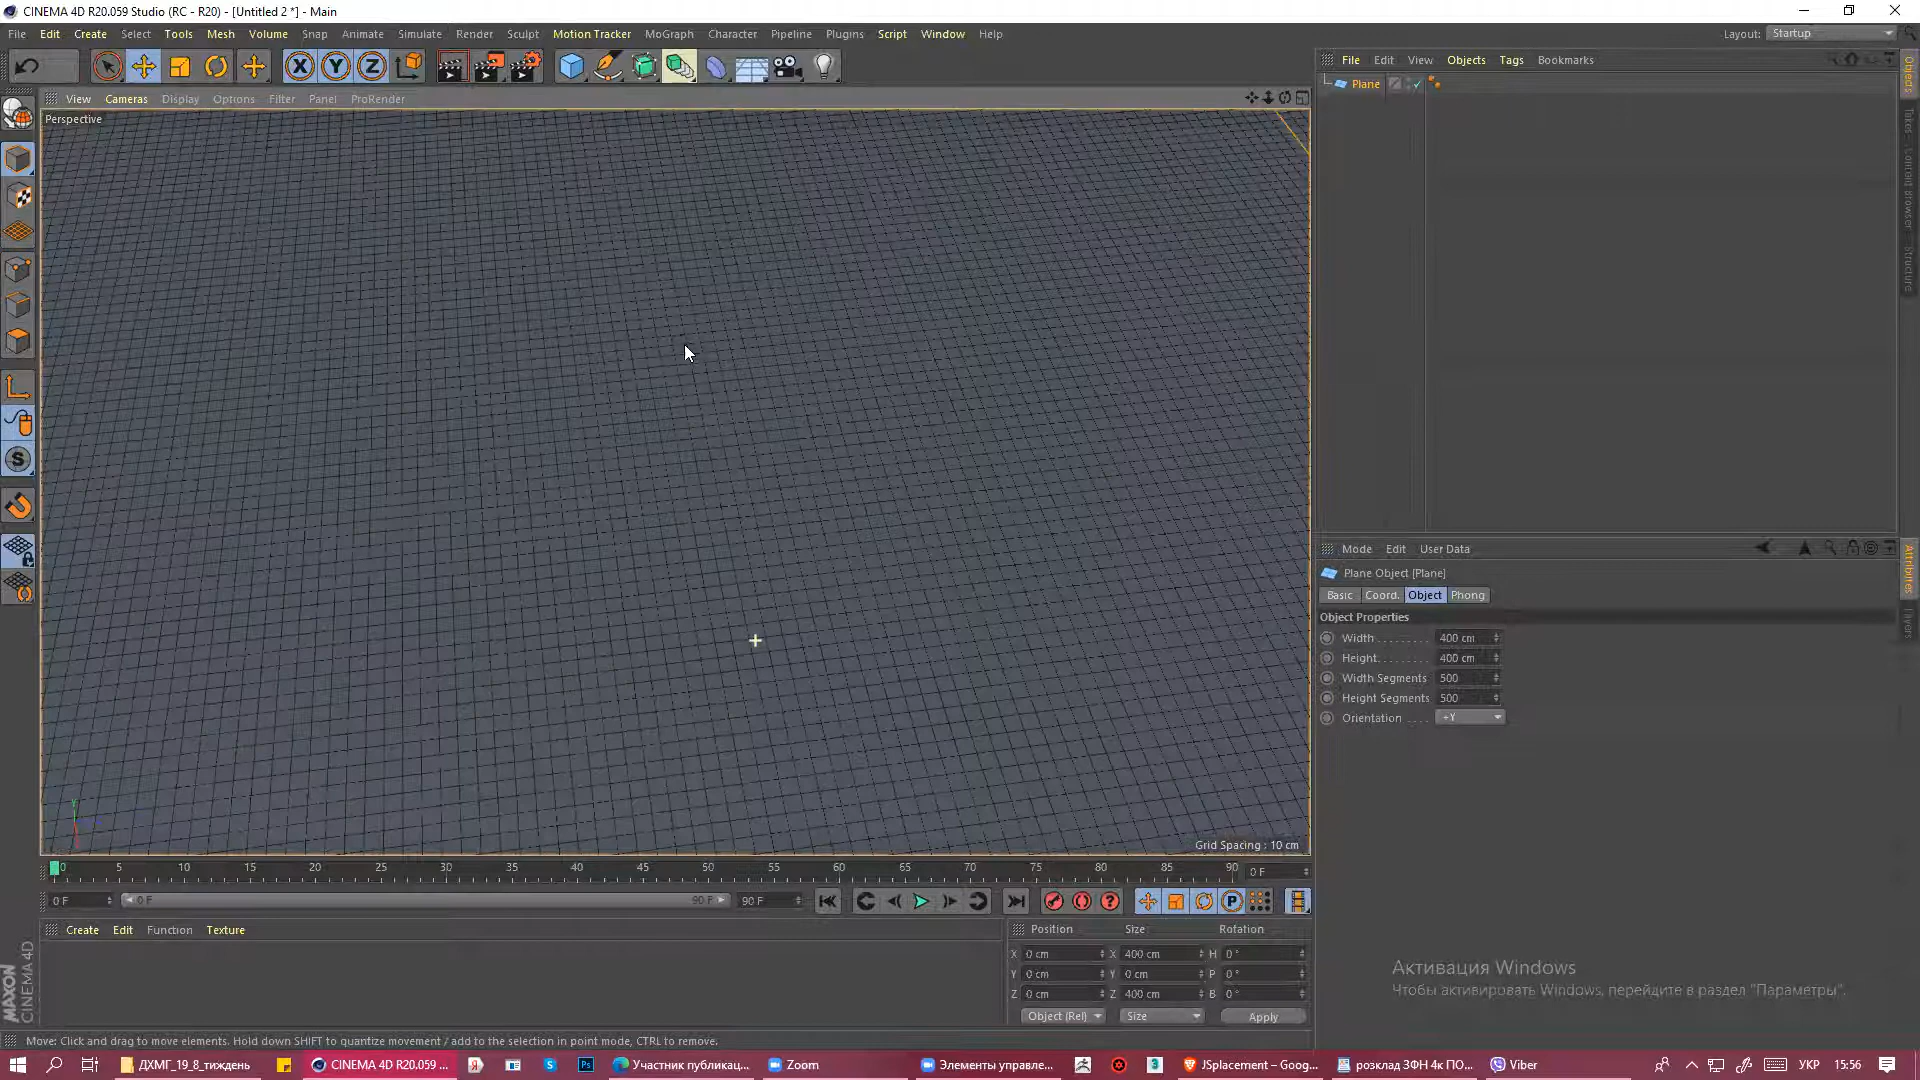 CINEMA 4D R20.059 Studio (RC - R20) - [Untitled 2 *] - Main
File Edit Create Select Tools Mesh Volume Snap Animate Simulate Render Sculpt Motion Tracker MoGraph Character Pipeline Plugins Script Window Help
Layout: Startup
File Edit View Objects Tags Bookmarks
Plane
View Cameras Display Options Filter Panel ProRender
Perspective
Objects
Takes
Content Browser
Structure
Mode Edit User Data
Plane Object [Plane]
Basic Coord. Object Phong
Object Properties
Width 400 cm
Height 400 cm
Width Segments 500
Height Segments 500
Orientation +Y
Attributes
Layers
Y
Grid Spacing : 10 cm
0 5 10 15 20 25 30 35 40 45 50 55 60 65 70 75 80 85 90 0 F
0 F 0 F 90 F 90 F
Create Edit Function Texture
Position Size Rotation
X 0 cm X 400 cm H 0 °
Y 0 cm Y 0 cm P 0 °
Z 0 cm Z 400 cm B 0 °
Object (Rel) Size Apply
MAXON
CINEMA 4D
Активация Windows
Чтобы активировать Windows, перейдите в раздел "Параметры".
Move: Click and drag to move elements. Hold down SHIFT to quantize movement / add to the selection in point mode, CTRL to remove.
ДХМГ_19_8_тиждень CINEMA 4D R20.059 ... Участник публикац... Zoom Элементы управле... JSplacement – Goog... розклад ЗФН 4к ПО... Viber УКР 15:56